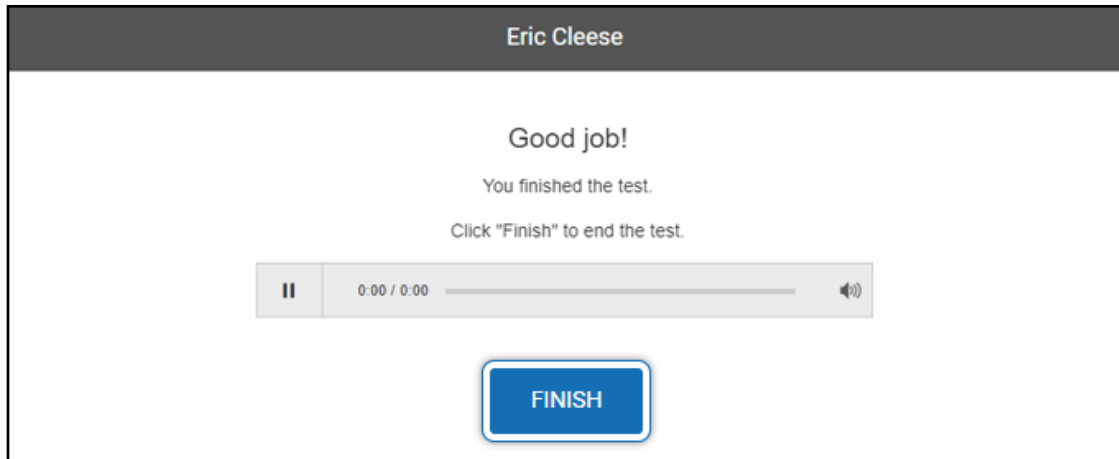 Eric Cleese
Good job!
You finished the test.
Click "Finish" to end the test.
0:00 / 0:00
FINISH